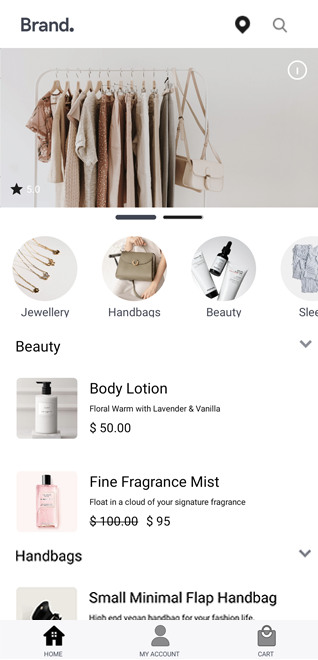 Brand.
5.0
Jewellery
Handbags
Beauty
Slee
Beauty
Body Lotion
Floral Warm with Lavender & Vanilla
$ 50.00
Fine Fragrance Mist
Float in a cloud of your signature fragrance
$ 100.00 $ 95
Handbags
Small Minimal Flap Handbag
High end vegan handbag for your fashion life.
HOME
MY ACCOUNT
CART